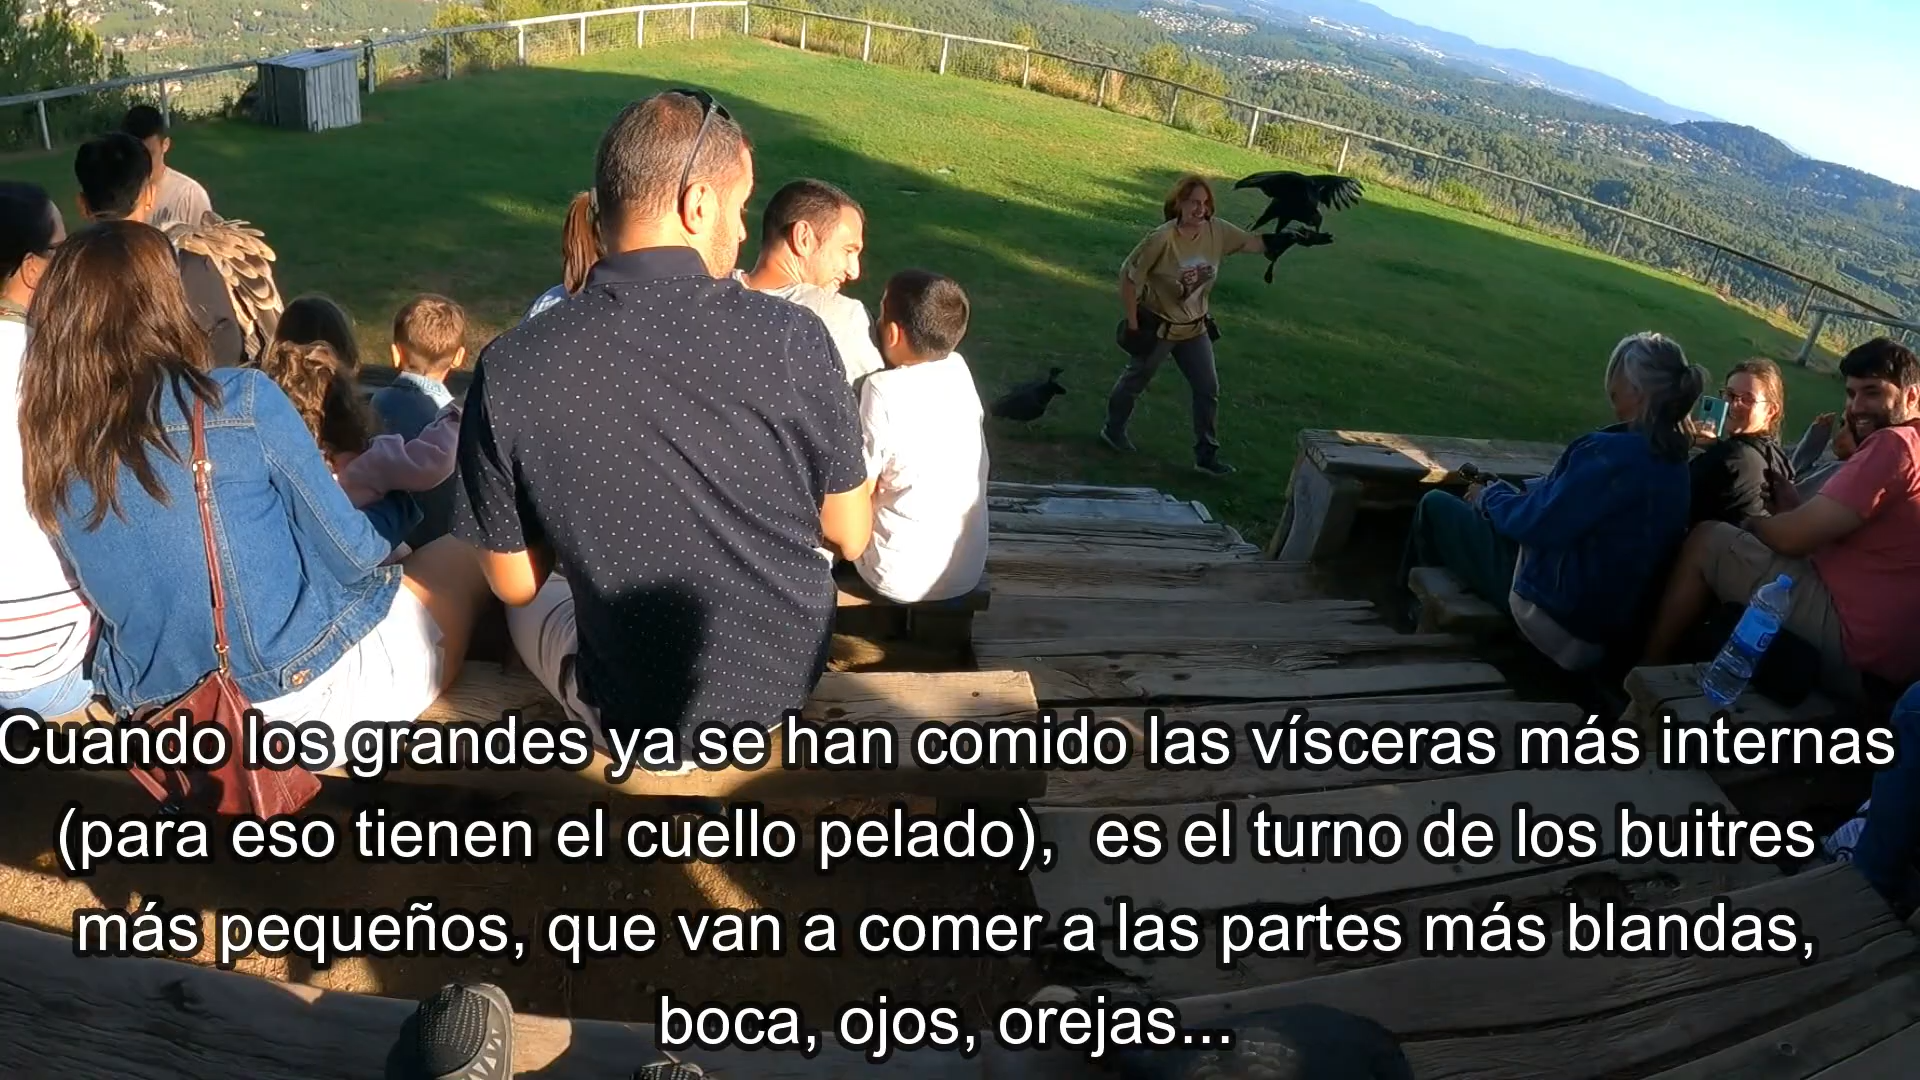 Cuando los grandes ya se han comido las vísceras más internas
(para eso tienen el cuello pelado),  es el turno de los buitres
más pequeños, que van a comer a las partes más blandas,
boca, ojos, orejas...